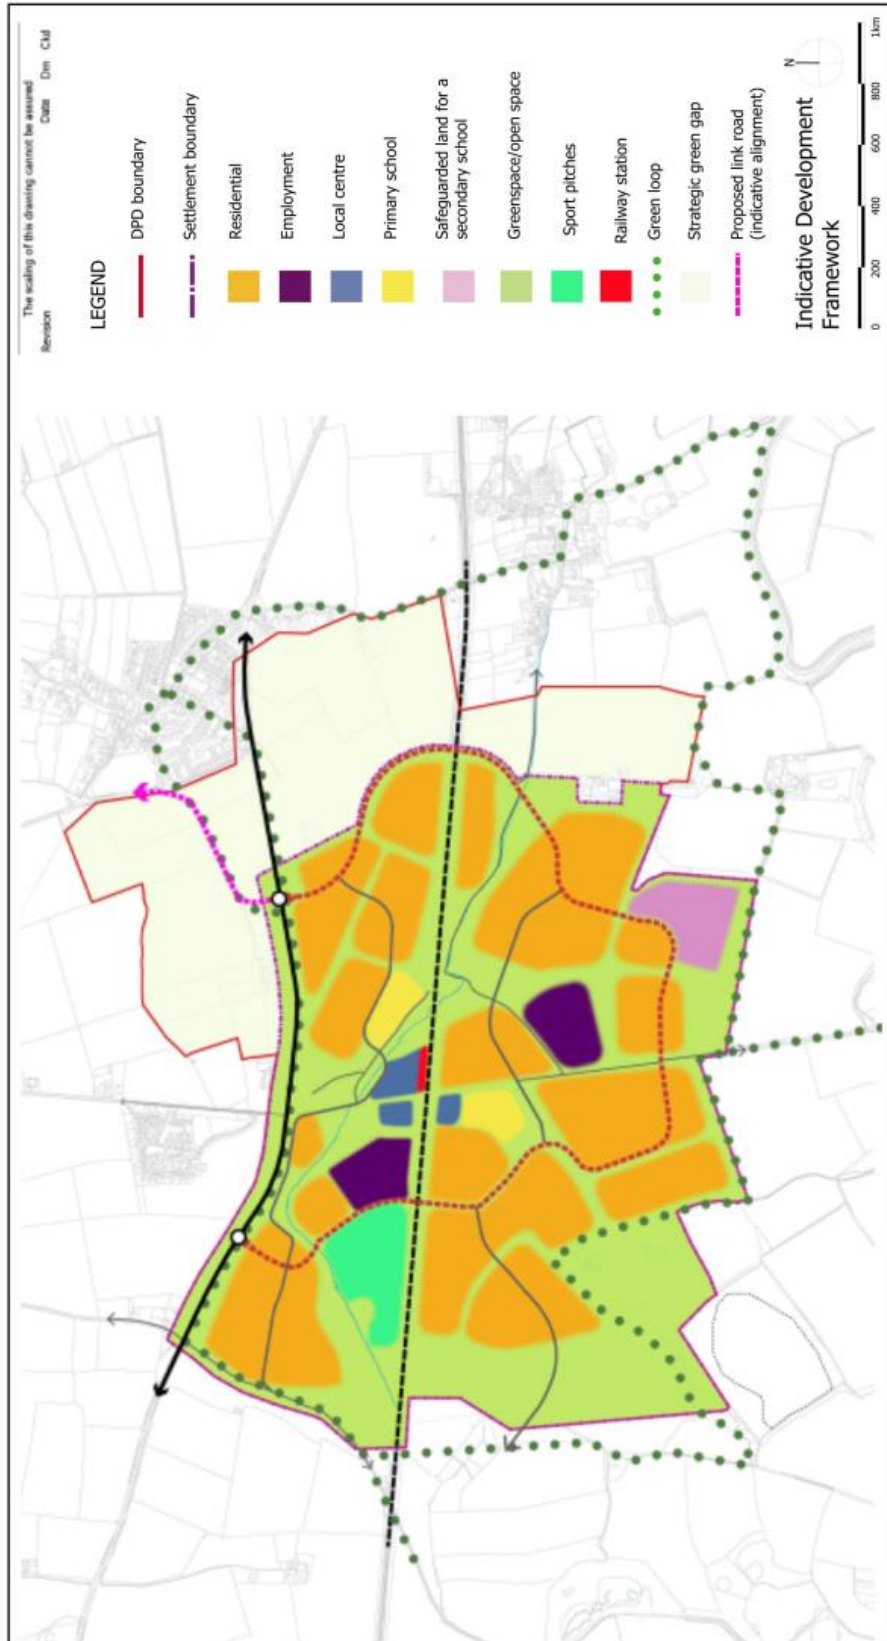 The scaling of this drawing cannot be assured
Revision Date Drn Ckd
LEGEND
DPD boundary
Settlement boundary
Residential
Employment
Local centre
Primary school
Safeguarded land for a
secondary school
Greenspace/open space
Sport pitches
Railway station
Green loop
Strategic green gap
Proposed link road
(indicative alignment)
Indicative Development
Framework
N
0 200 400 600 800 1km